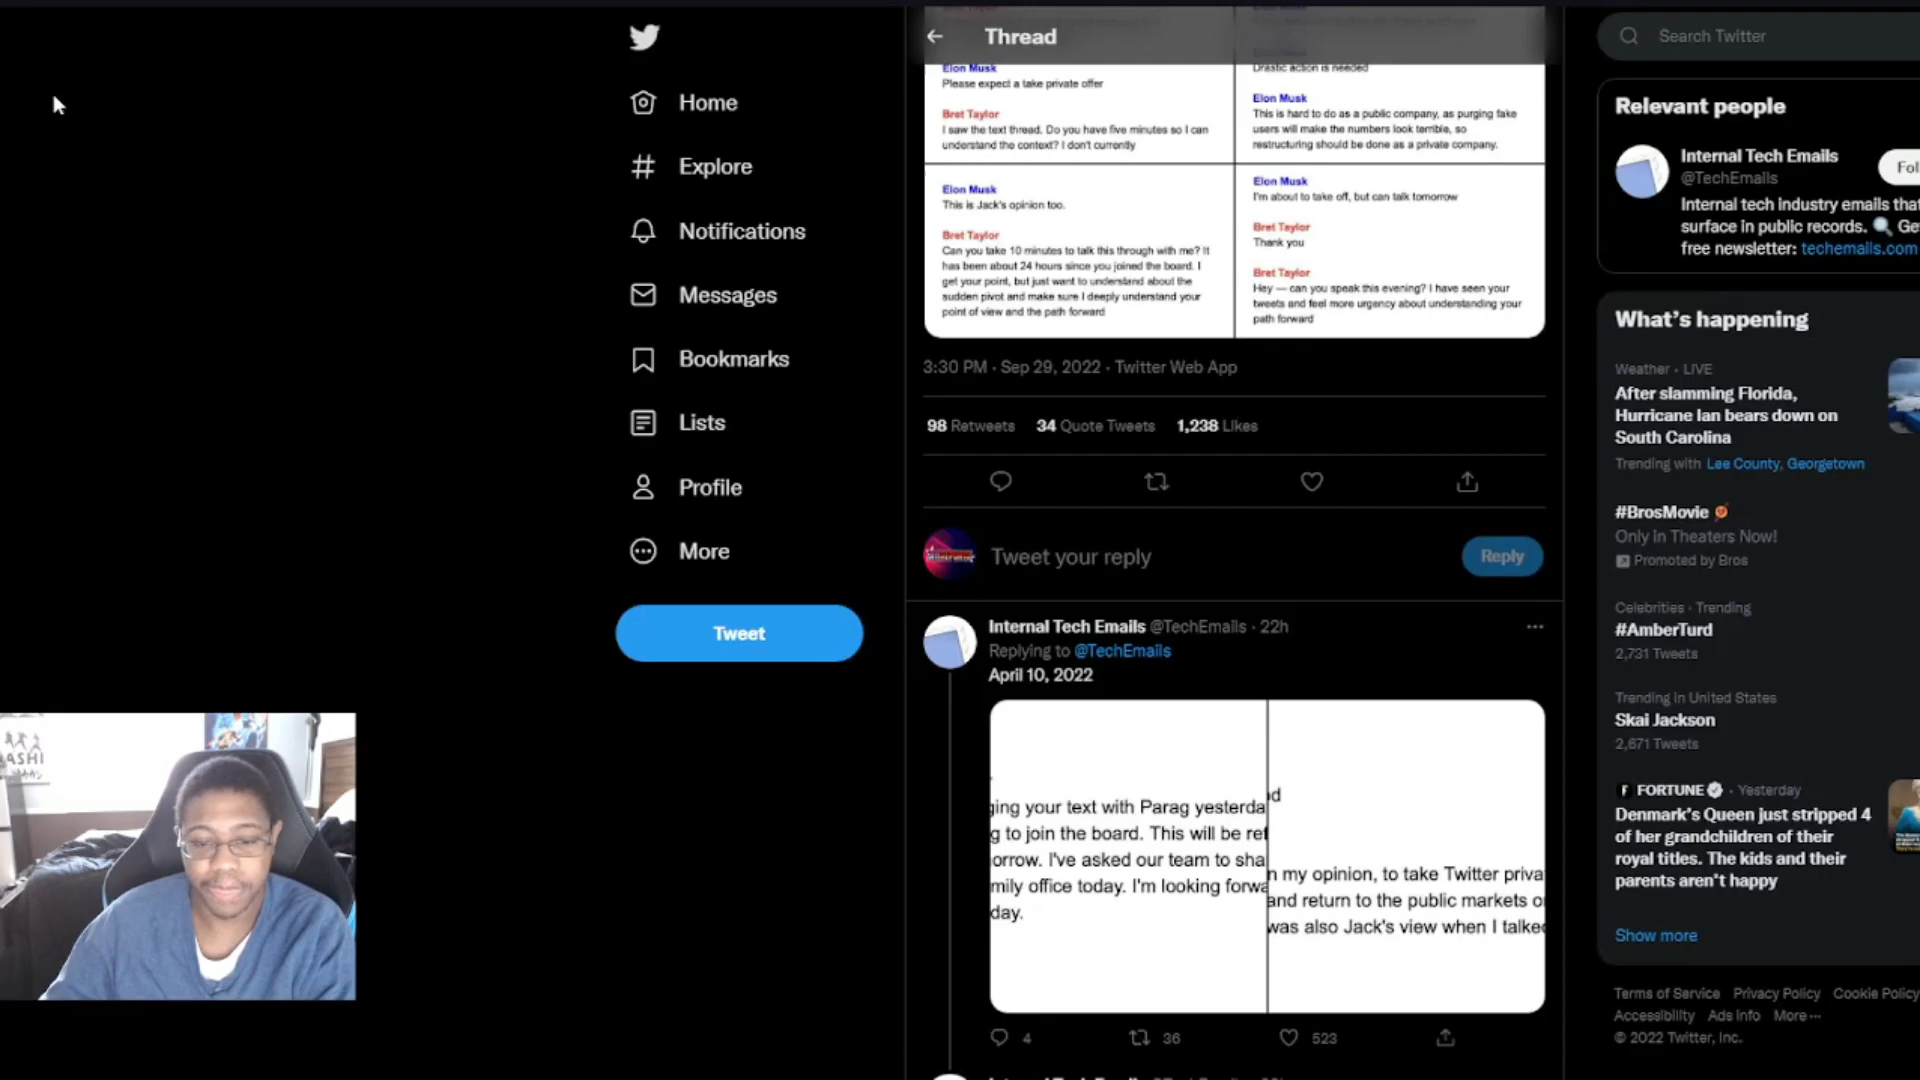 Home
Explore
Notifications
Messages
Bookmarks
Lists
Profile
More
Tweet
Thread
Elon Musk
Please expect a take private offer
Bret Taylor
I saw the text thread. Do you have five minutes so I can
understand the context? I don't currently
Drastic action is needed
Elon Musk
This is hard to do as a public company, as purging fake
users will make the numbers look terrible, so
restructuring should be done as a private company.
Elon Musk
This is Jack's opinion too.
Bret Taylor
Can you take 10 minutes to talk this through with me? It
has been about 24 hours since you joined the board. I
get your point, but just want to understand about the
sudden pivot and make sure I deeply understand your
point of view and the path forward
Elon Musk
I'm about to take off, but can talk tomorrow
Bret Taylor
Thank you
Bret Taylor
Hey — can you speak this evening? I have seen your
tweets and feel more urgency about understanding your
path forward
3:30 PM · Sep 29, 2022 · Twitter Web App
98 Retweets 34 Quote Tweets 1,238 Likes
Tweet your reply
Reply
Internal Tech Emails @TechEmails · 22h
Replying to @TechEmails
April 10, 2022
ging your text with Parag yesterda
g to join the board. This will be ref
orrow. I've asked our team to sha
mily office today. I'm looking forwa
day.
d
n my opinion, to take Twitter priva
and return to the public markets o
was also Jack's view when I talked
4 36 523
Search Twitter
Relevant people
Internal Tech Emails
@TechEmails
Fol
Internal tech industry emails that
surface in public records. 🔍 Ge
free newsletter: techemails.com
What's happening
Weather · LIVE
After slamming Florida,
Hurricane Ian bears down on
South Carolina
Trending with Lee County, Georgetown
#BrosMovie
Only in Theaters Now!
Promoted by Bros
Celebrities · Trending
#AmberTurd
2,731 Tweets
Trending in United States
Skai Jackson
2,671 Tweets
FORTUNE · Yesterday
Denmark's Queen just stripped 4
of her grandchildren of their
royal titles. The kids and their
parents aren't happy
Show more
Terms of Service Privacy Policy Cookie Policy
Accessibility Ads info More ···
© 2022 Twitter, Inc.
ASHI